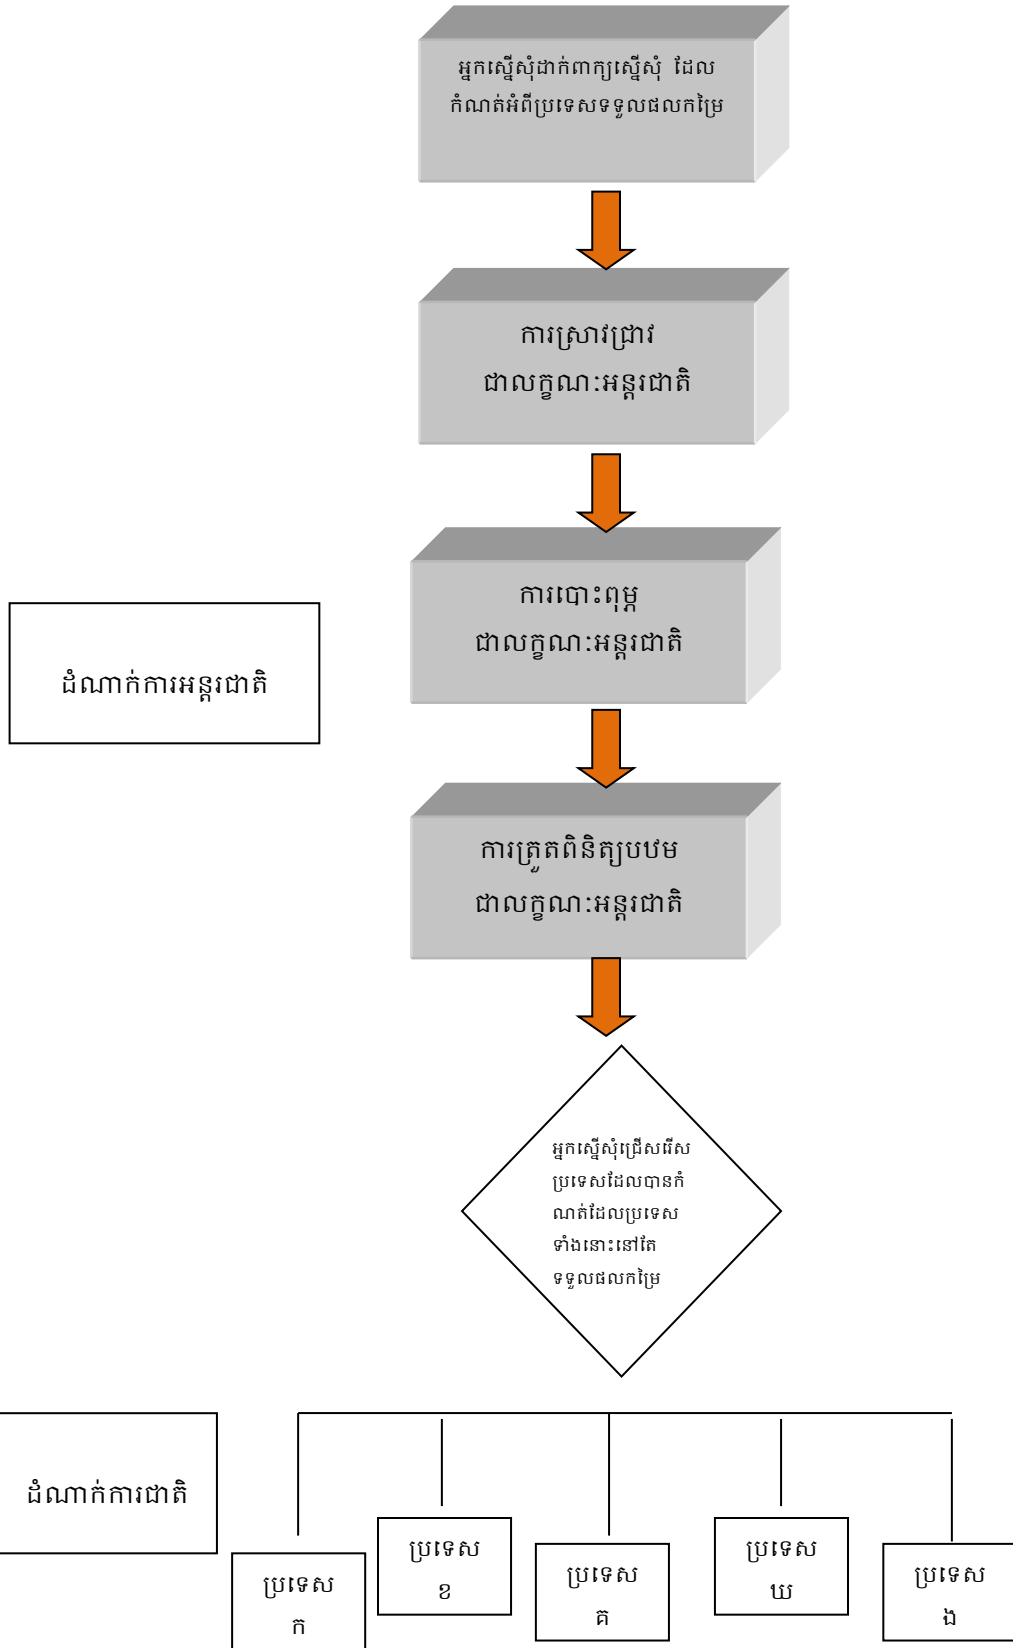 អ្នកស្នើសុំដាក់ពាក្យស្នើសុំ ដែល
កំណត់អំពីប្រទេសទទួលផលកម្រៃ
ការស្រាវជ្រាវ
ជាលក្ខណៈអន្តរជាតិ
ការបោះពុម្ព
ជាលក្ខណៈអន្តរជាតិ
ដំណាក់ការអន្តរជាតិ
ការត្រួតពិនិត្យបឋម
ជាលក្ខណៈអន្តរជាតិ
អ្នកស្នើសុំជ្រើសរើស
ប្រទេសដែលបានកំ
ណត់ដែលប្រទេស
ទាំងនោះនៅតែ
ទទួលផលកម្រៃ
ដំណាក់ការជាតិ
ប្រទេស
ក
ប្រទេស
ខ
ប្រទេស
គ
ប្រទេស
ឃ
ប្រទេស
ង